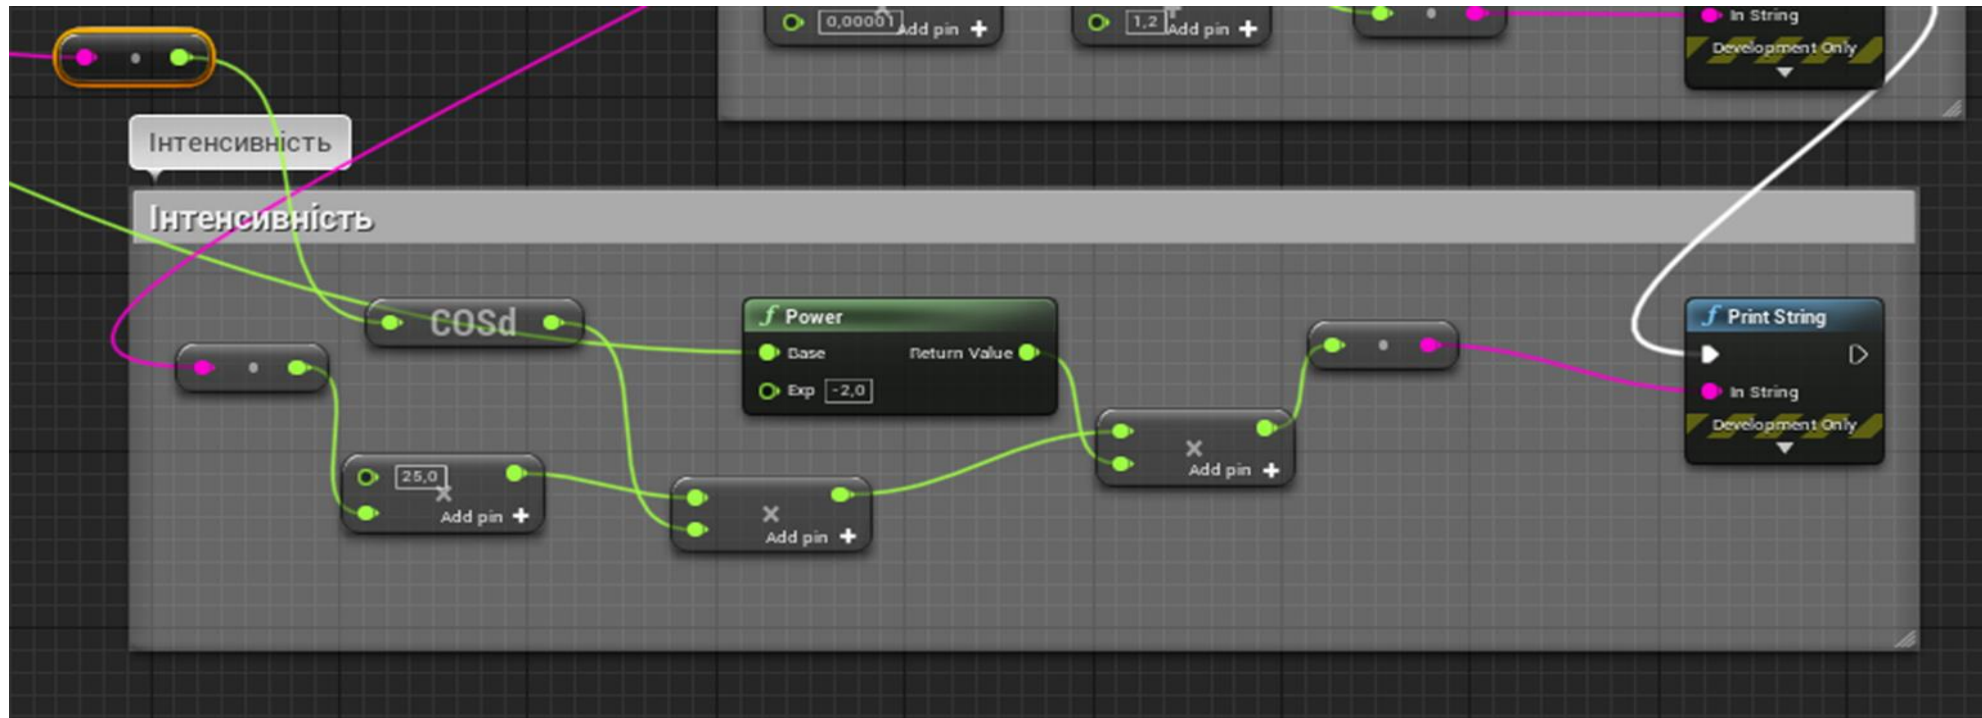 0,00001
Add pin
1,2
Add pin
In String
Development Only
Інтенсивність
Інтенсивність
COSd
f Power
Base
Return Value
Exp
-2,0
f Print String
In String
Development Only
25,0
×
Add pin
×
Add pin
×
Add pin